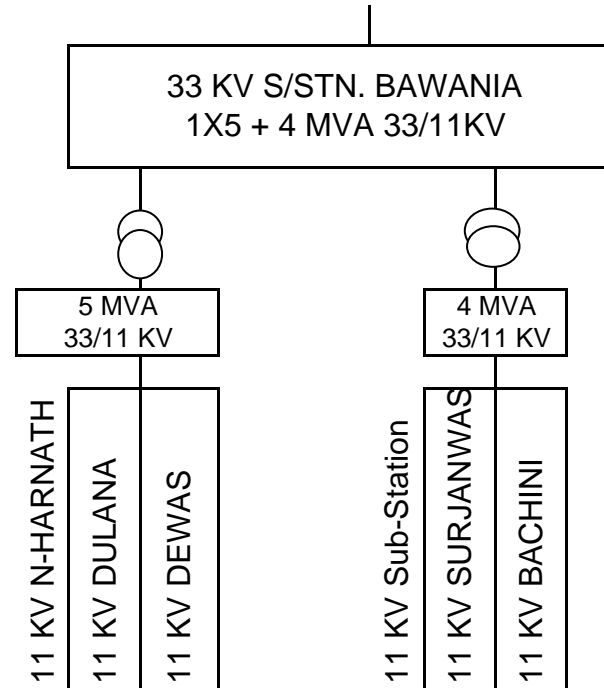 33 KV S/STN. BAWANIA
1X5 + 4 MVA 33/11KV
5 MVA
33/11 KV
4 MVA
33/11 KV
11 KV N-HARNATH
11 KV DULANA
11 KV DEWAS
11 KV Sub-Station
11 KV SURJANWAS
11 KV BACHINI